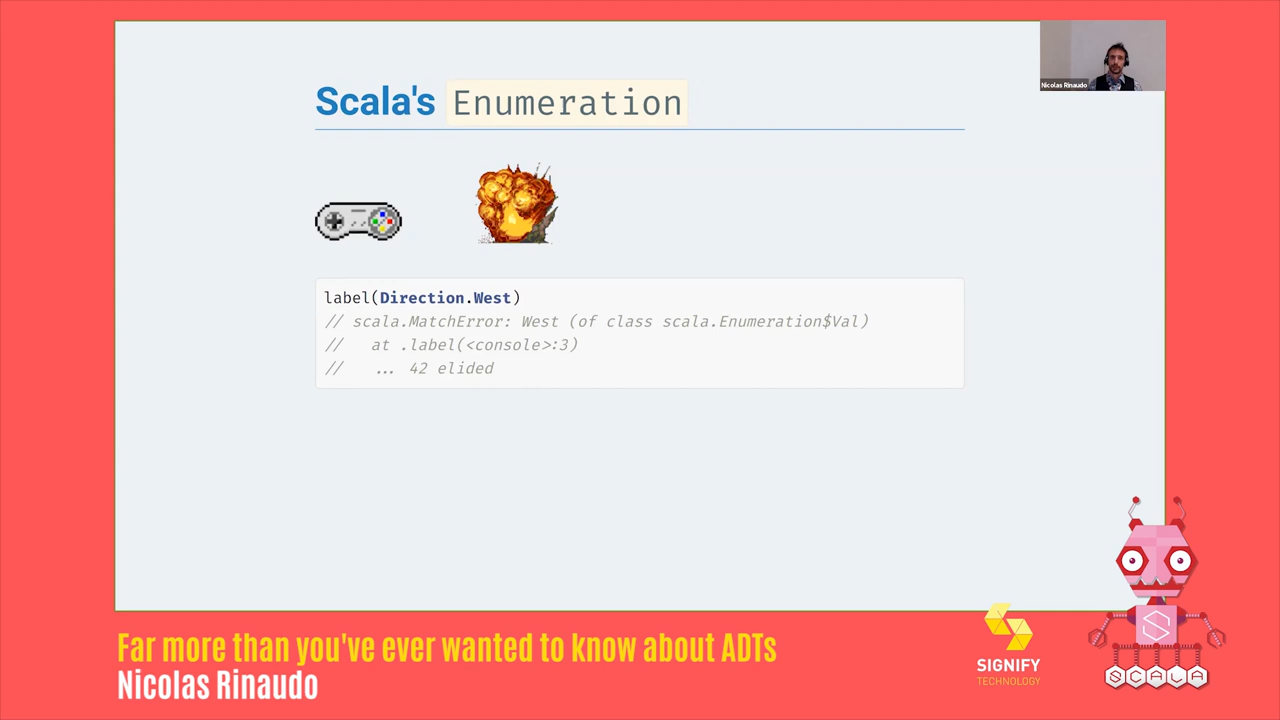 Scala's Enumeration
Nicolas Rinaudo
label(Direction.West)
// scala.MatchError: West (of class scala.Enumeration$Val)
//   at .label(<console>:3)
//   ... 42 elided
Far more than you've ever wanted to know about ADTs
Nicolas Rinaudo
SIGNIFY
TECHNOLOGY
S
SCALA